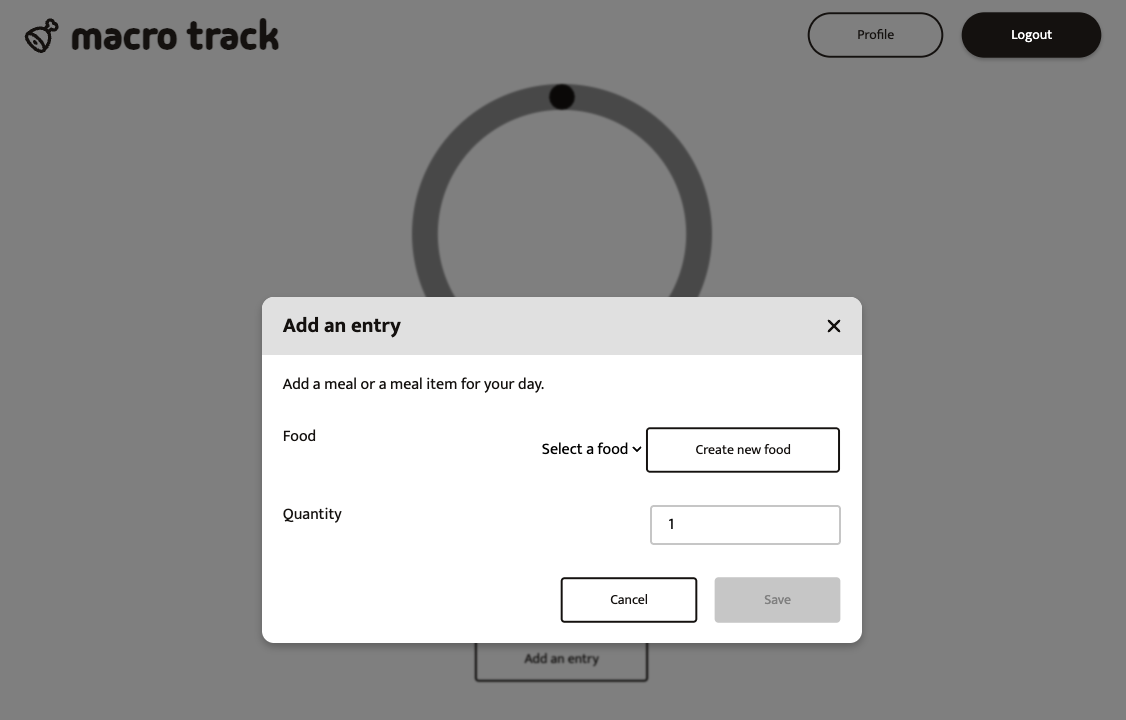 macro track
Profile
Logout
Add an entry
Add a meal or a meal item for your day.
Food
Select a food
Create new food
Quantity
1
Cancel
Save
Add an entry